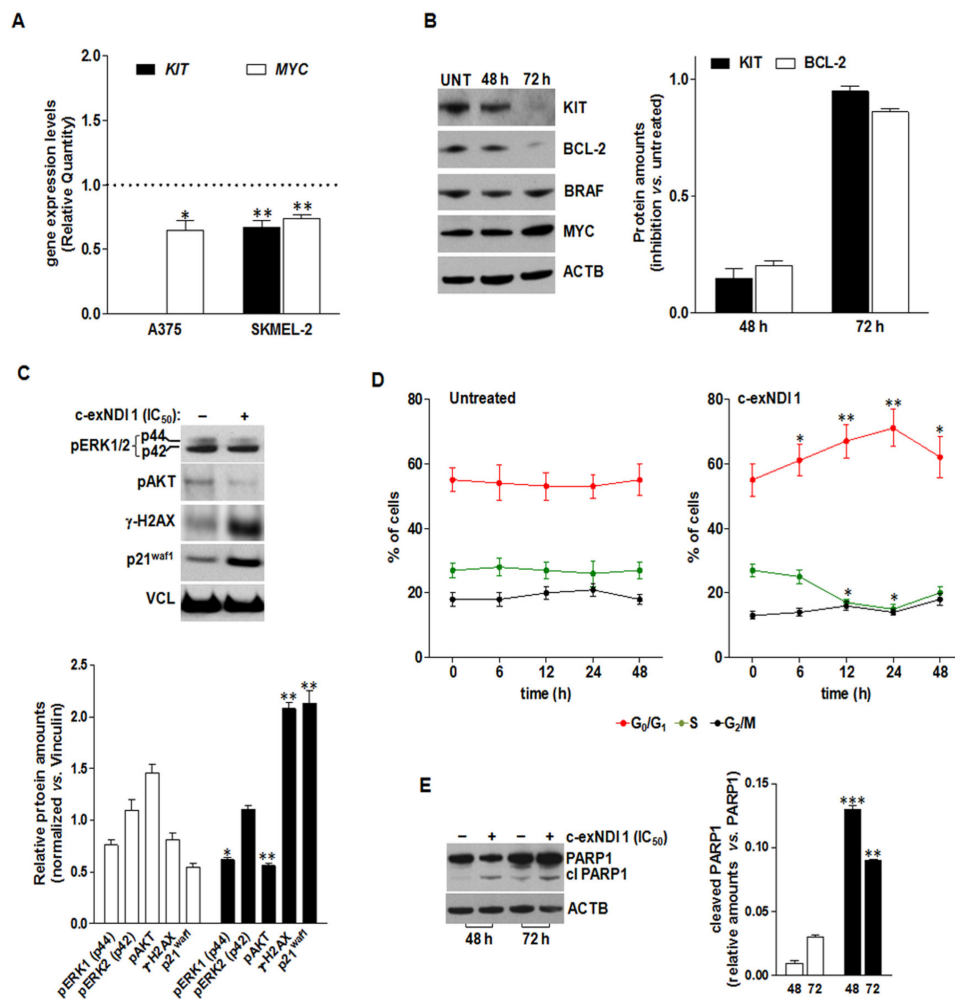 A
2.0
KIT MYC
1.5
1.0
0.5
0.0
gene expression levels
(Relative Quantity)
* ** **
A375 SKMEL-2
B
UNT 48 h 72 h
KIT
BCL-2
BRAF
MYC
ACTB
KIT BCL-2
1.0
0.5
0.0
Protein amounts
(inhibition vs. untreated)
48 h 72 h
C
c-exNDI 1 (IC50): – +
pERK1/2 p44
p42
pAKT
γ-H2AX
p21waf1
VCL
2.5
2.0
1.5
1.0
0.5
0.0
Relative prtoein amounts
(normalized vs. Vinculin)
* ** ** **
pERK1 (p44) pERK2 (p42) pAKT γ-H2AX p21waf1 pERK1 (p44) pERK2 (p42) pAKT γ-H2AX p21waf1
D
Untreated
80
60
40
20
0
% of cells
0 6 12 24 48
time (h)
c-exNDI 1
80
60
40
20
0
% of cells
* ** ** *
* *
0 6 12 24 48
time (h)
G0/G1 S G2/M
E
– + – + c-exNDI 1 (IC50)
PARP1
cl PARP1
ACTB
48 h 72 h
0.15
0.10
0.05
0.00
cleaved PARP1
(relative amounts vs. PARP1)
*** **
48 72 48 72